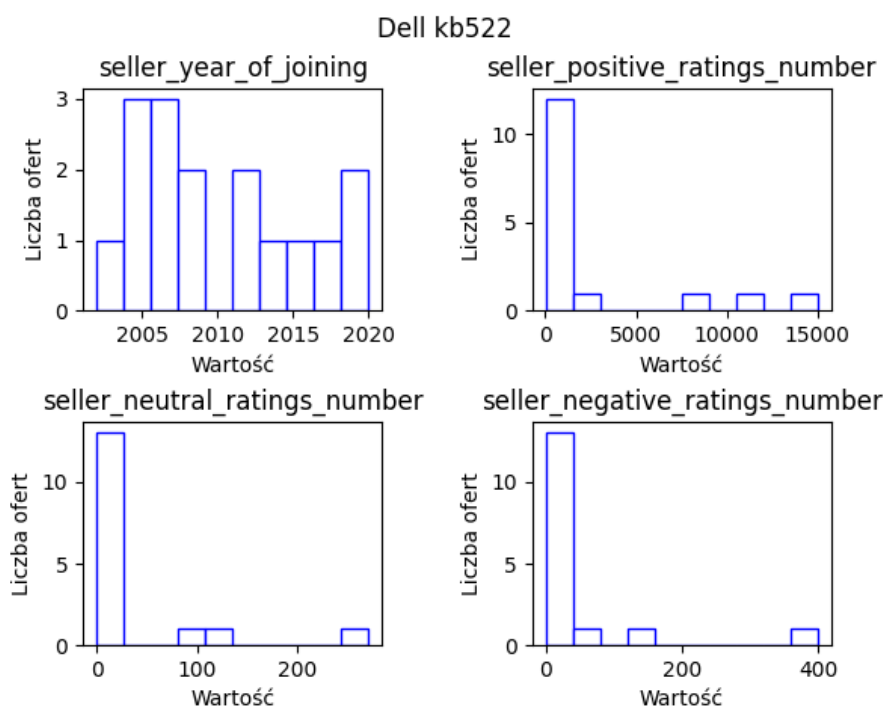 Dell kb522
seller_year_of_joining
3
2
1
0
Liczba ofert
2005 2010 2015 2020
Wartość
seller_positive_ratings_number
10
5
0
Liczba ofert
0 5000 10000 15000
Wartość
seller_neutral_ratings_number
10
5
0
Liczba ofert
0 100 200
Wartość
seller_negative_ratings_number
10
5
0
Liczba ofert
0 200 400
Wartość